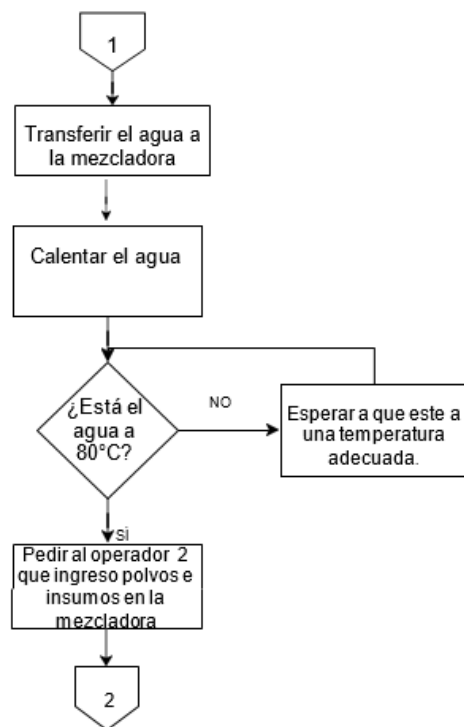 1
Transferir el agua a
la mezcladora
Calentar el agua
¿Está el
agua a
80°C?
NO
Esperar a que este a
una temperatura
adecuada.
SI
Pedir al operador 2
que ingreso polvos e
insumos en la
mezcladora
2